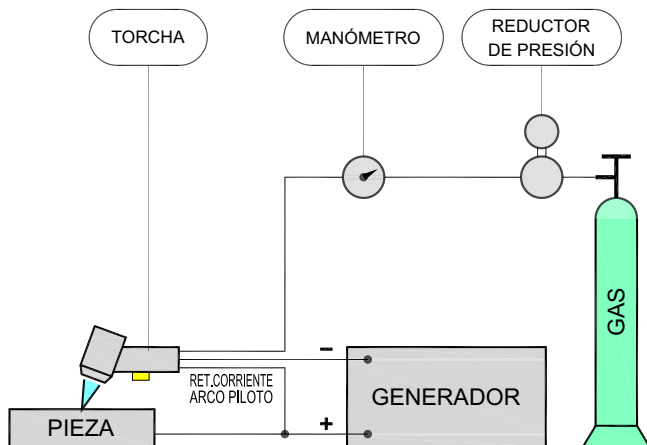 TORCHA
MANÓMETRO
REDUCTOR
DE PRESIÓN
GAS
-
RET.CORRIENTE
ARCO PILOTO
GENERADOR
+
PIEZA